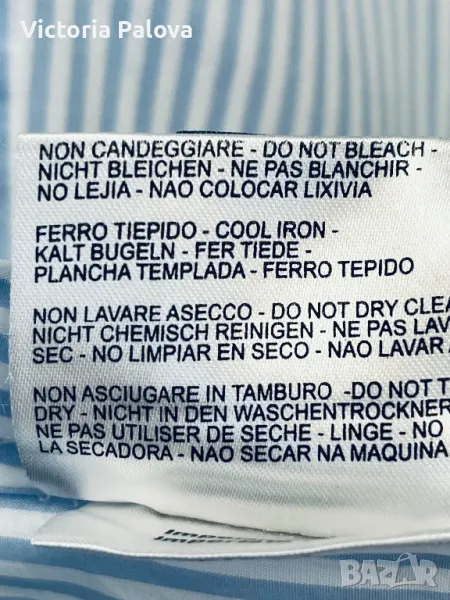 Victoria Palova
NON CANDEGGIARE - DO NOT BLEACH -
NICHT BLEICHEN - NE PAS BLANCHIR -
NO LEJIA - NAO COLOCAR LIXIVIA
FERRO TIEPIDO - COOL IRON -
KALT BUGELN - FER TIEDE -
PLANCHA TEMPLADA - FERRO TEPIDO
NON LAVARE ASECCO - DO NOT DRY CLEA
NICHT CHEMISCH REINIGEN - NE PAS LAV
SEC - NO LIMPIAR EN SECO - NAO LAVAR
NON ASCIUGARE IN TAMBURO -DO NOT T
DRY - NICHT IN DEN WASCHENTROCKNER
NE PAS UTILISER DE SECHE - LINGE - NO
LA SECADORA - NAO SECAR NA MAQUINA
BAZAR